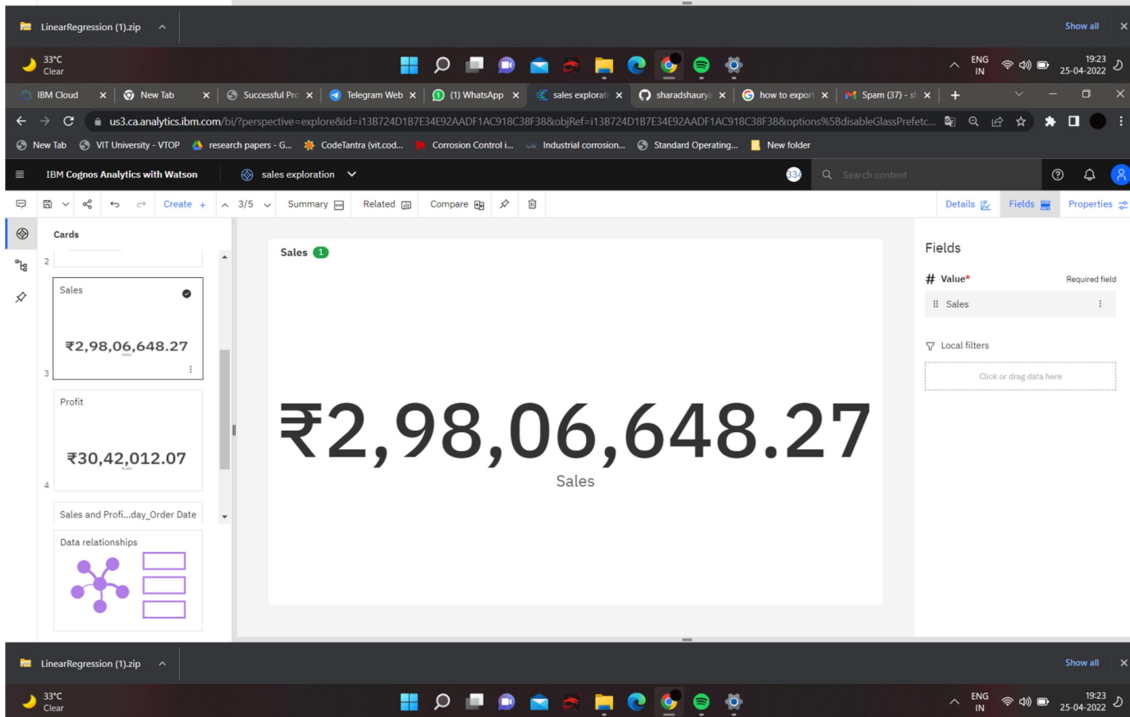 LinearRegression (1).zip
Show all
33°C
Clear
ENG
IN
19:23
25-04-2022
IBM Cloud
New Tab
Successful Pro
Telegram Web
(1) WhatsApp
sales explorati
sharadshaurya
how to export
Spam (37) - s
us3.ca.analytics.ibm.com/bi/?perspective=explore&id=i13B724D1B7E34E92AADF1AC918C38F38&objRef=i13B724D1B7E34E92AADF1AC918C38F38&options%5BdisableGlassPrefetc...
New Tab
VIT University - VTOP
research papers - G...
CodeTantra (vit.cod...
Corrosion Control i...
Industrial corrosion...
Standard Operating...
New folder
IBM Cognos Analytics with Watson
sales exploration
334
Search content
Create +
3/5
Summary
Related
Compare
Details
Fields
Properties
Cards
2
Sales
₹2,98,06,648.27
3
Profit
₹30,42,012.07
4
Sales and Profi...day_Order Date
Data relationships
Sales 1
₹2,98,06,648.27
Sales
Fields
# Value*
Required field
Sales
Local filters
Click or drag data here
LinearRegression (1).zip
Show all
33°C
Clear
ENG
IN
19:23
25-04-2022